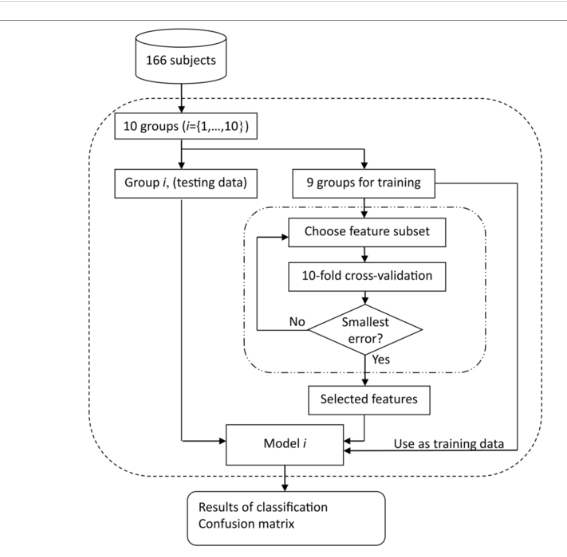 166 subjects
10 groups (i={1,...,10})
Group i, (testing data)
9 groups for training
Choose feature subset
10-fold cross-validation
No
Smallest
error?
Yes
Selected features
Model i
Use as training data
Results of classification
Confusion matrix